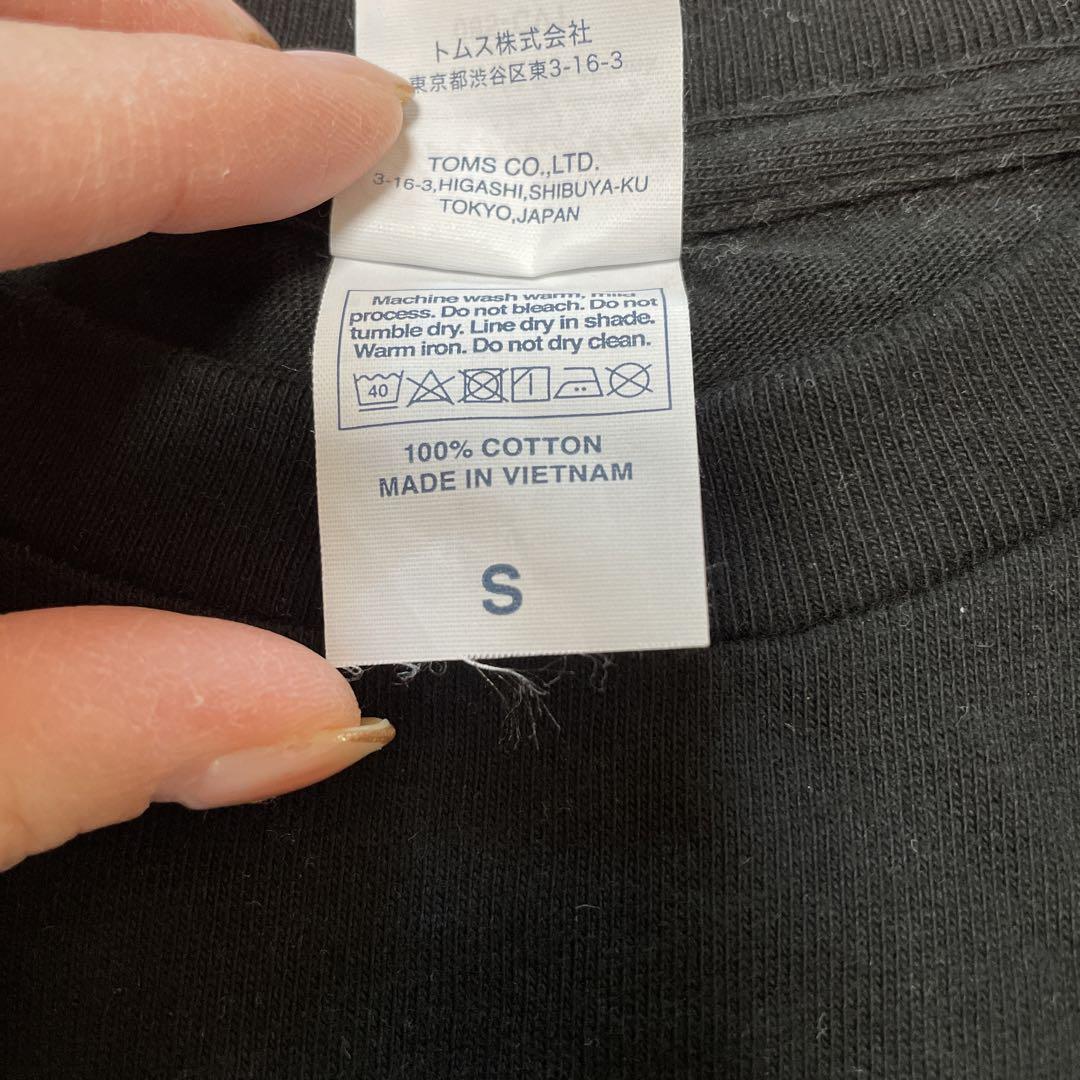 トムス株式会社
東京都渋谷区東3-16-3
TOMS CO.,LTD.
3-16-3,HIGASHI,SHIBUYA-KU
TOKYO,JAPAN
Machine wash warm, mild
process. Do not bleach. Do not
tumble dry. Line dry in shade.
Warm iron. Do not dry clean.
40
100% COTTON
MADE IN VIETNAM
S